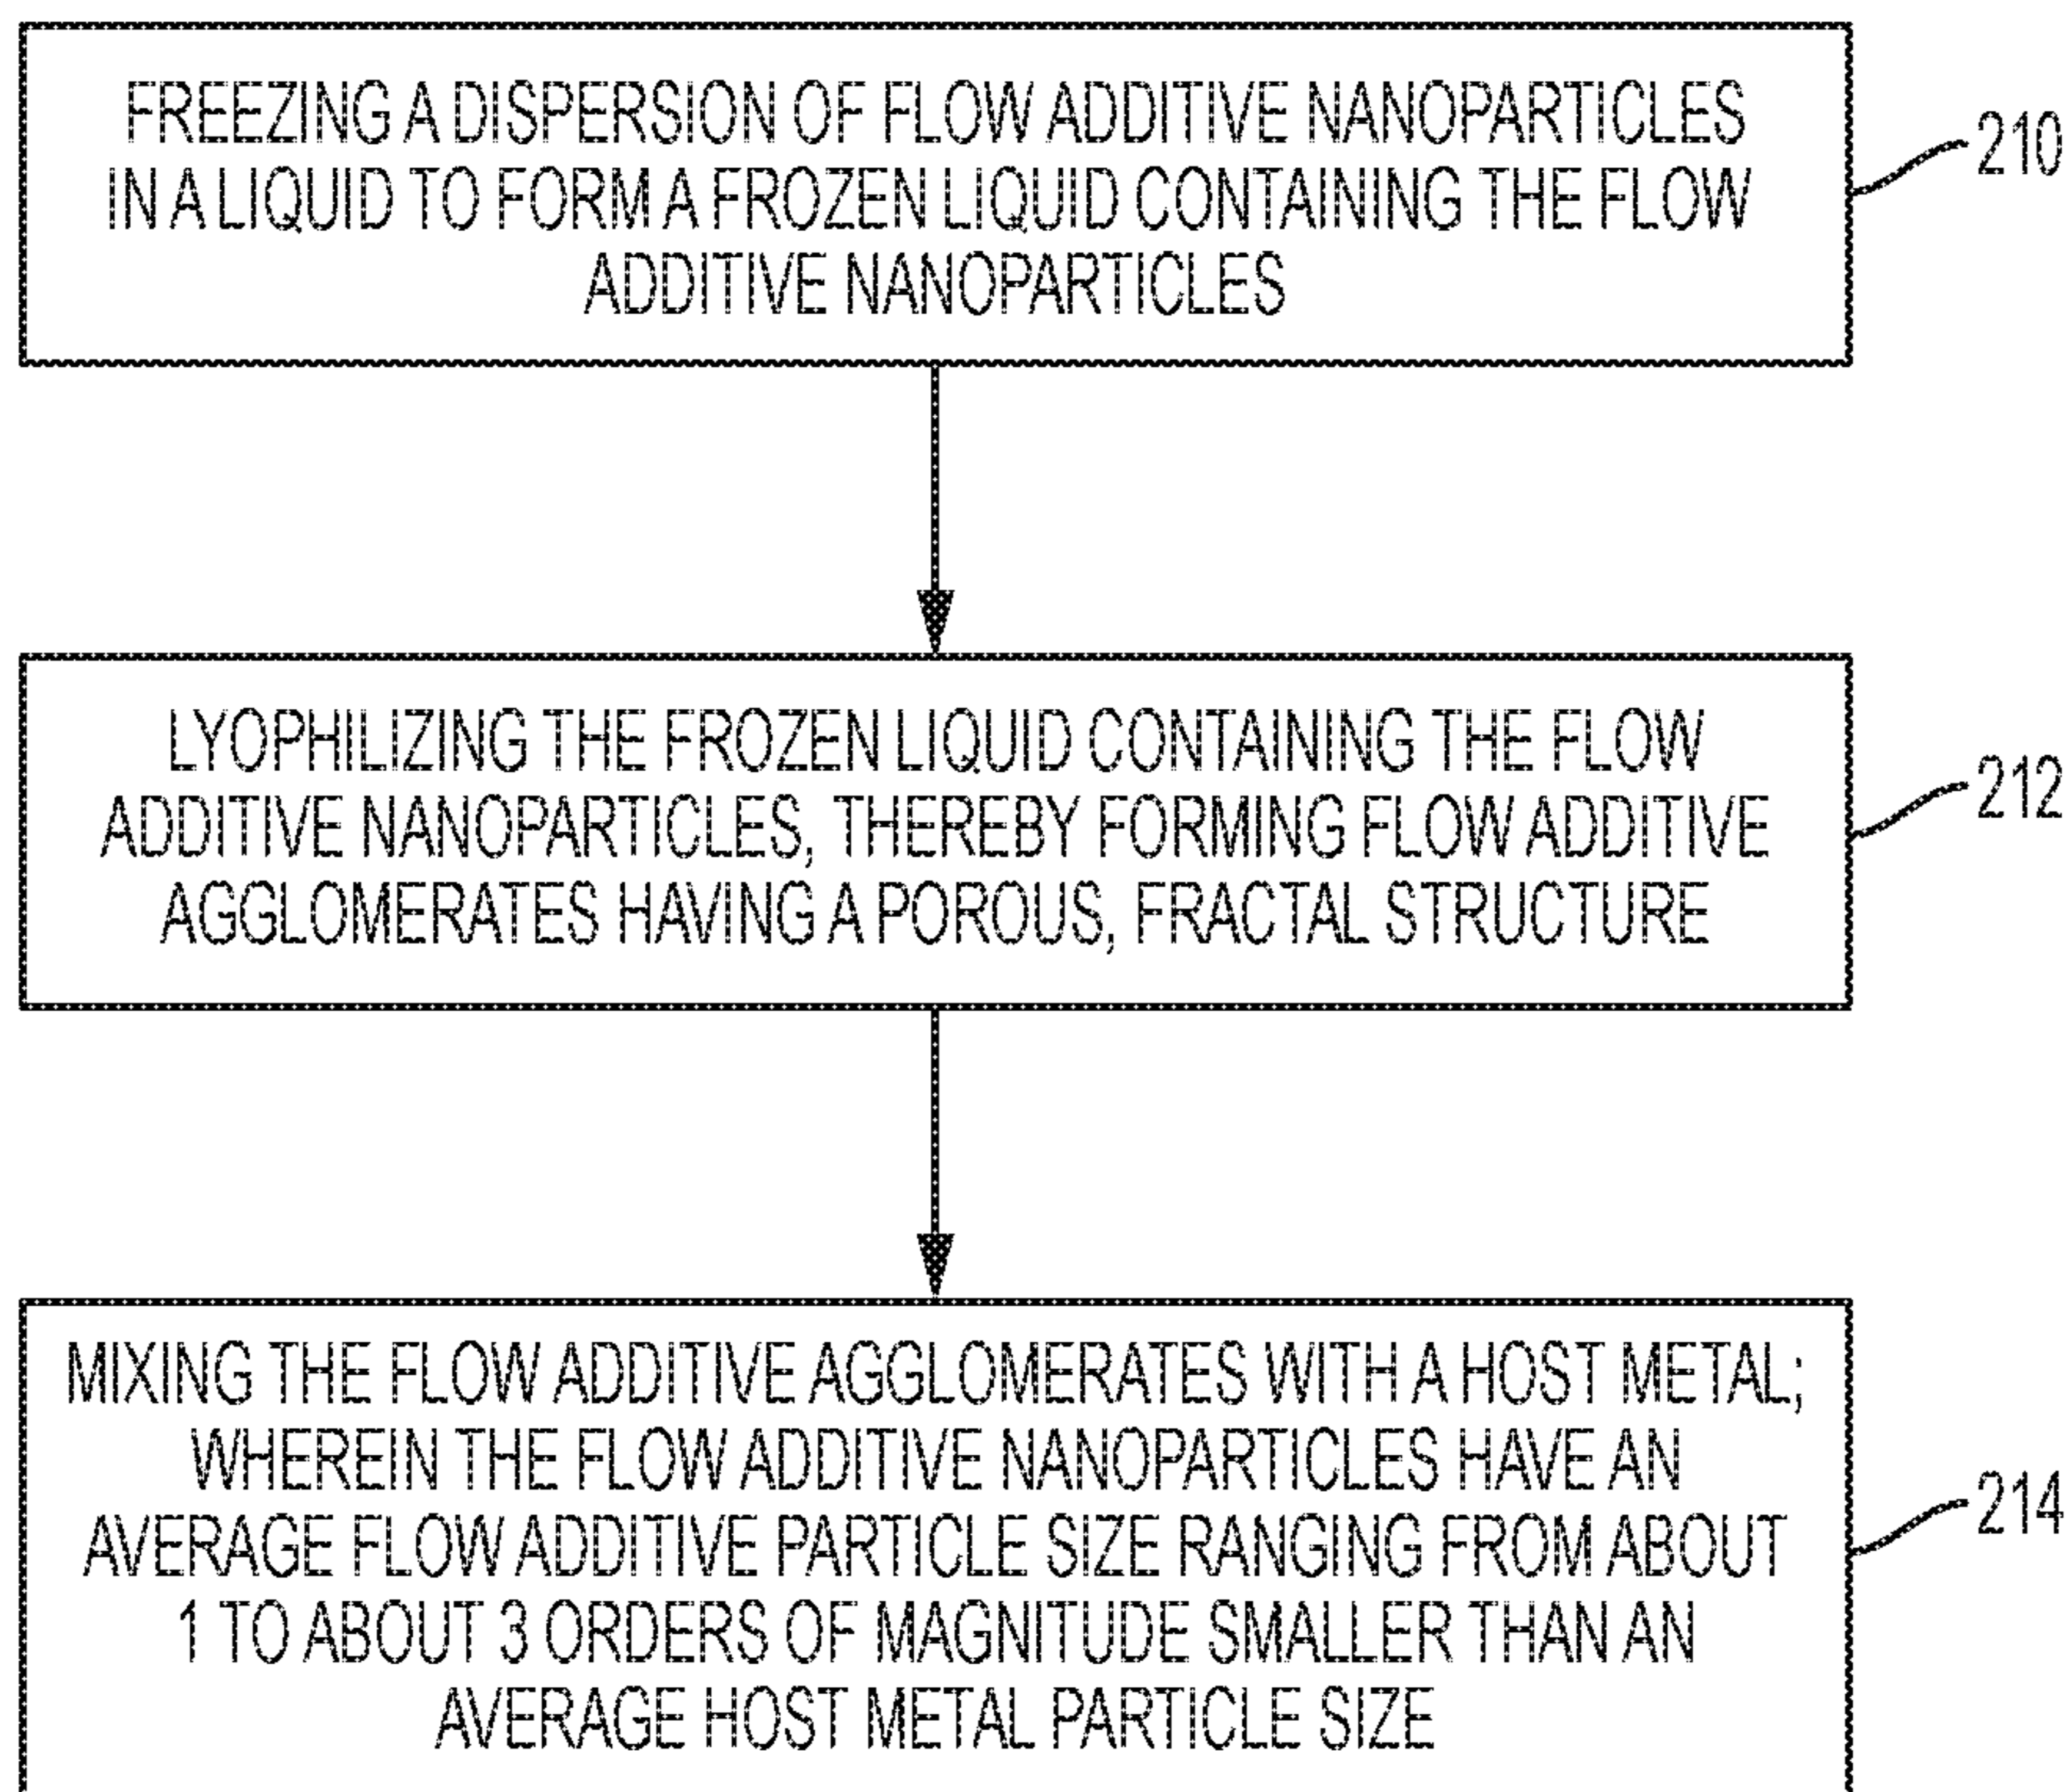 FREEZING A DISPERSION OF FLOW ADDITIVE NANOPARTICLES
IN A LIQUID TO FORM A FROZEN LIQUID CONTAINING THE FLOW
ADDITIVE NANOPARTICLES
210
LYOPHILIZING THE FROZEN LIQUID CONTAINING THE FLOW
ADDITIVE NANOPARTICLES, THEREBY FORMING FLOW ADDITIVE
AGGLOMERATES HAVING A POROUS, FRACTAL STRUCTURE
212
MIXING THE FLOW ADDITIVE AGGLOMERATES WITH A HOST METAL;
WHEREIN THE FLOW ADDITIVE NANOPARTICLES HAVE AN
AVERAGE FLOW ADDITIVE PARTICLE SIZE RANGING FROM ABOUT
1 TO ABOUT 3 ORDERS OF MAGNITUDE SMALLER THAN AN
AVERAGE HOST METAL PARTICLE SIZE
214